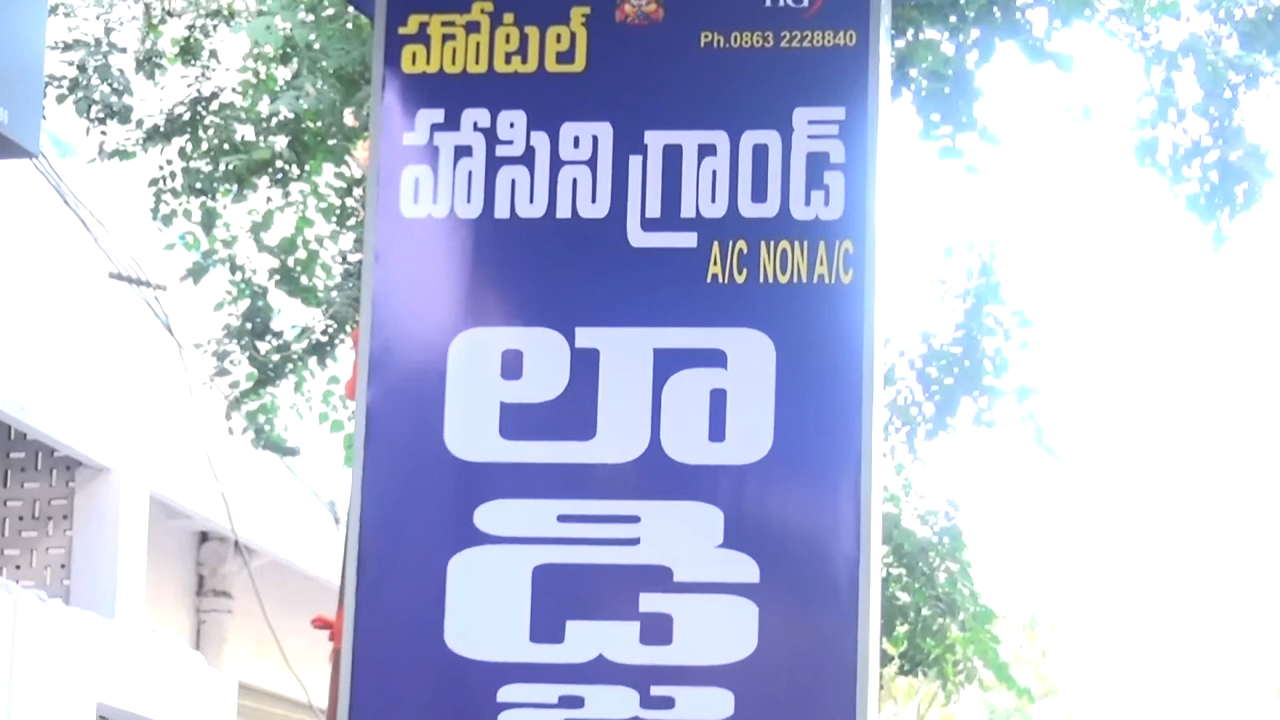 హోటల్
Ph.0863 2228840
హాసిని గ్రాండ్
A/C NON A/C
లా
డ్జి